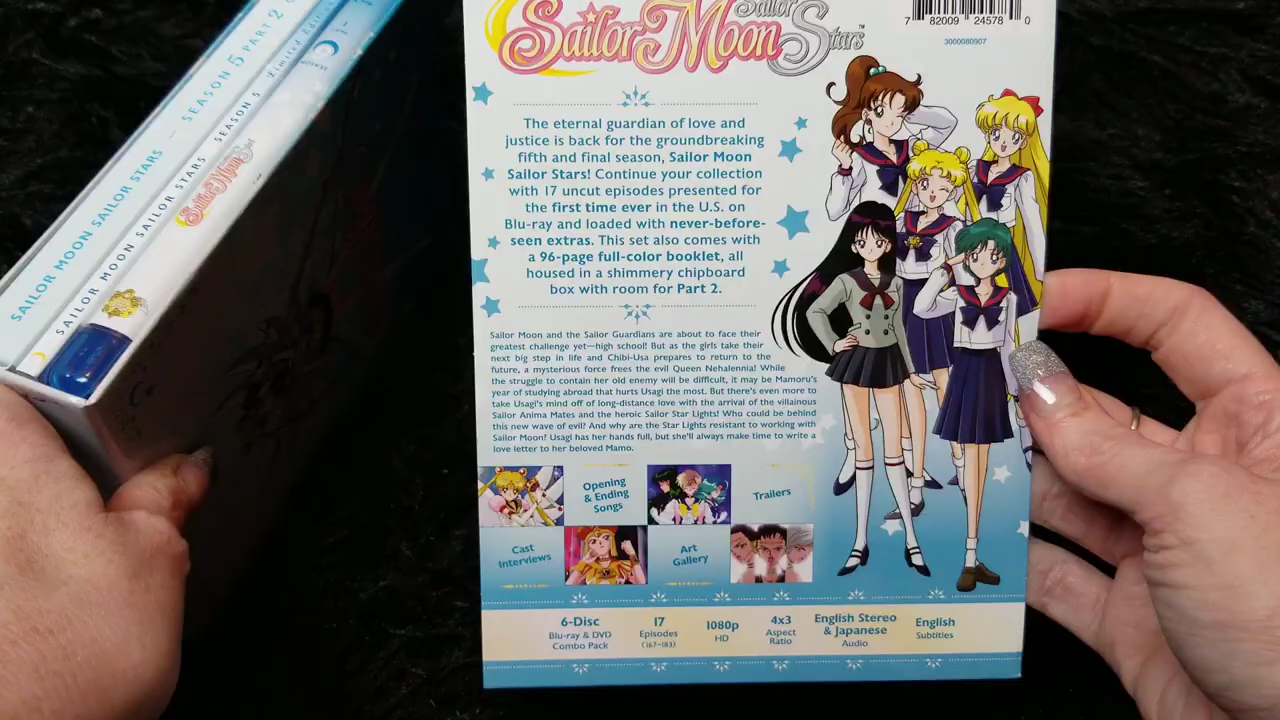 SAILOR MOON SAILOR STARS – SEASON 5 PART 2
SAILOR MOON SAILOR STARS SEASON 5 Limited Edition
Sailor Moon
Sailor
Sailor Moon Stars™
7 82009 24578 0
3000080907
The eternal guardian of love and
justice is back for the groundbreaking
fifth and final season, Sailor Moon
Sailor Stars! Continue your collection
with 17 uncut episodes presented for
the first time ever in the U.S. on
Blu-ray and loaded with never-before-
seen extras. This set also comes with
a 96-page full-color booklet, all
housed in a shimmery chipboard
box with room for Part 2.
Sailor Moon and the Sailor Guardians are about to face their
greatest challenge yet—high school! But as the girls take their
next big step in life and Chibi-Usa prepares to return to the
future, a mysterious force frees the evil Queen Nehalennia! While
the struggle to contain her old enemy will be difficult, it may be Mamoru's
year of studying abroad that hurts Usagi the most. But there's even more to
take Usagi's mind off of long-distance love with the arrival of the villainous
Sailor Anima Mates and the heroic Sailor Star Lights! Who could be behind
this new wave of evil? And why are the Star Lights resistant to working with
Sailor Moon? Usagi has her hands full, but she'll always make time to write a
love letter to her beloved Mamo.
Opening
& Ending
Songs
Trailers
Cast
Interviews
Art
Gallery
6-Disc
Blu-ray & DVD
Combo Pack
17
Episodes
(167-183)
1080p
HD
4x3
Aspect
Ratio
English Stereo
& Japanese
Audio
English
Subtitles